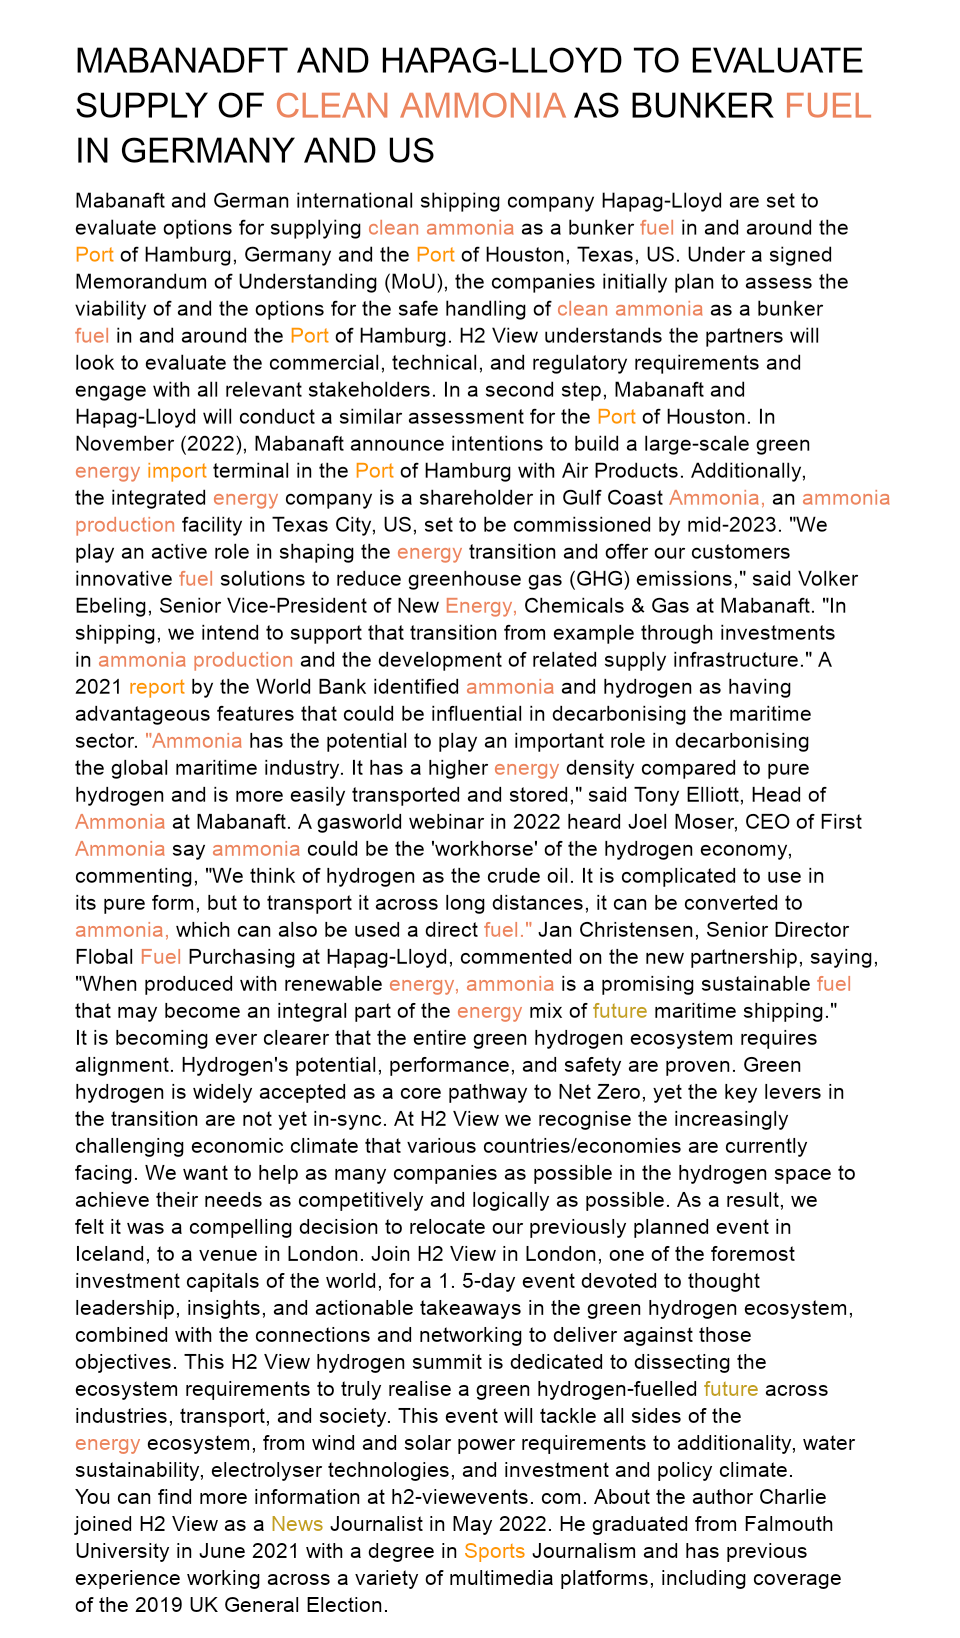 MABANADFT AND HAPAG-LLOYD TO EVALUATE
SUPPLY OF CLEAN AMMONIA AS BUNKER FUEL
IN GERMANY AND US
Mabanaft and German international shipping company Hapag-Lloyd are set to
evaluate options for supplying clean ammonia as a bunker fuel in and around the
Port of Hamburg, Germany and the Port of Houston, Texas, US. Under a signed
Memorandum of Understanding (MoU), the companies initially plan to assess the
viability of and the options for the safe handling of clean ammonia as a bunker
fuel in and around the Port of Hamburg. H2 View understands the partners will
look to evaluate the commercial, technical, and regulatory requirements and
engage with all relevant stakeholders. In a second step, Mabanaft and
Hapag-Lloyd will conduct a similar assessment for the Port of Houston. In
November (2022), Mabanaft announce intentions to build a large-scale green
energy import terminal in the Port of Hamburg with Air Products. Additionally,
the integrated energy company is a shareholder in Gulf Coast Ammonia, an ammonia
production facility in Texas City, US, set to be commissioned by mid-2023. "We
play an active role in shaping the energy transition and offer our customers
innovative fuel solutions to reduce greenhouse gas (GHG) emissions," said Volker
Ebeling, Senior Vice-President of New Energy, Chemicals & Gas at Mabanaft. "In
shipping, we intend to support that transition from example through investments
in ammonia production and the development of related supply infrastructure." A
2021 report by the World Bank identified ammonia and hydrogen as having
advantageous features that could be influential in decarbonising the maritime
sector. "Ammonia has the potential to play an important role in decarbonising
the global maritime industry. It has a higher energy density compared to pure
hydrogen and is more easily transported and stored," said Tony Elliott, Head of
Ammonia at Mabanaft. A gasworld webinar in 2022 heard Joel Moser, CEO of First
Ammonia say ammonia could be the 'workhorse' of the hydrogen economy,
commenting, "We think of hydrogen as the crude oil. It is complicated to use in
its pure form, but to transport it across long distances, it can be converted to
ammonia, which can also be used a direct fuel." Jan Christensen, Senior Director
Flobal Fuel Purchasing at Hapag-Lloyd, commented on the new partnership, saying,
"When produced with renewable energy, ammonia is a promising sustainable fuel
that may become an integral part of the energy mix of future maritime shipping."
It is becoming ever clearer that the entire green hydrogen ecosystem requires
alignment. Hydrogen's potential, performance, and safety are proven. Green
hydrogen is widely accepted as a core pathway to Net Zero, yet the key levers in
the transition are not yet in-sync. At H2 View we recognise the increasingly
challenging economic climate that various countries/economies are currently
facing. We want to help as many companies as possible in the hydrogen space to
achieve their needs as competitively and logically as possible. As a result, we
felt it was a compelling decision to relocate our previously planned event in
Iceland, to a venue in London. Join H2 View in London, one of the foremost
investment capitals of the world, for a 1. 5-day event devoted to thought
leadership, insights, and actionable takeaways in the green hydrogen ecosystem,
combined with the connections and networking to deliver against those
objectives. This H2 View hydrogen summit is dedicated to dissecting the
ecosystem requirements to truly realise a green hydrogen-fuelled future across
industries, transport, and society. This event will tackle all sides of the
energy ecosystem, from wind and solar power requirements to additionality, water
sustainability, electrolyser technologies, and investment and policy climate.
You can find more information at h2-viewevents. com. About the author Charlie
joined H2 View as a News Journalist in May 2022. He graduated from Falmouth
University in June 2021 with a degree in Sports Journalism and has previous
experience working across a variety of multimedia platforms, including coverage
of the 2019 UK General Election.